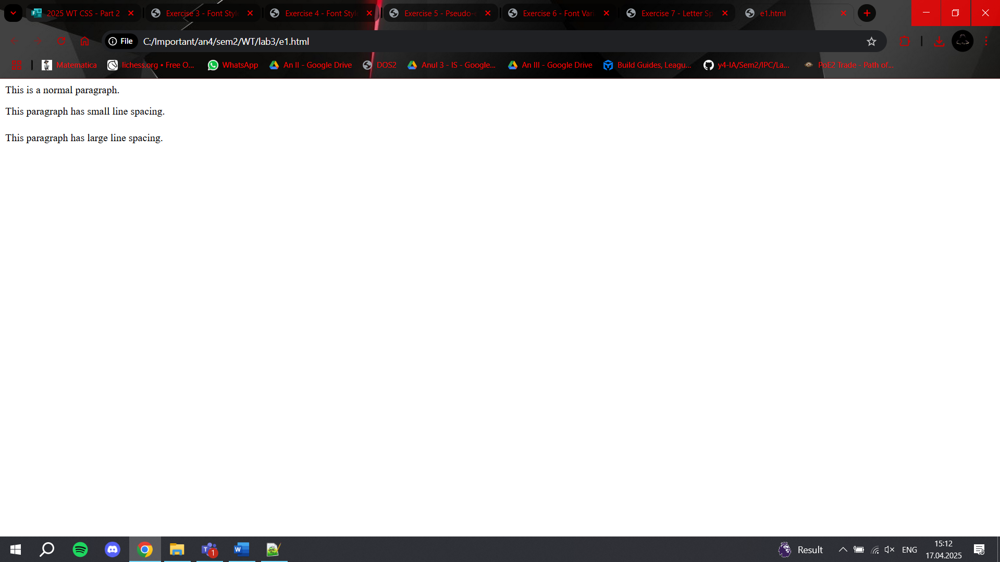 2025 WT CSS - Part 2
Exercise 3 - Font Styl
Exercise 4 - Font Styl
Exercise 5 - Pseudo-e
Exercise 6 - Font Van
Exercise 7 - Letter Sp
e1.html
File
C:/Important/an4/sem2/WT/lab3/e1.html
Matematica
lichess.org • Free O...
WhatsApp
An II - Google Drive
DOS2
Anul 3 - IS - Google...
An III - Google Drive
Build Guides, Leagu...
y4-IA/Sem2/IPC/La...
PoE2 Trade - Path of...
This is a normal paragraph.
This paragraph has small line spacing.
This paragraph has large line spacing.
1
Result
ENG
15:12
17.04.2025